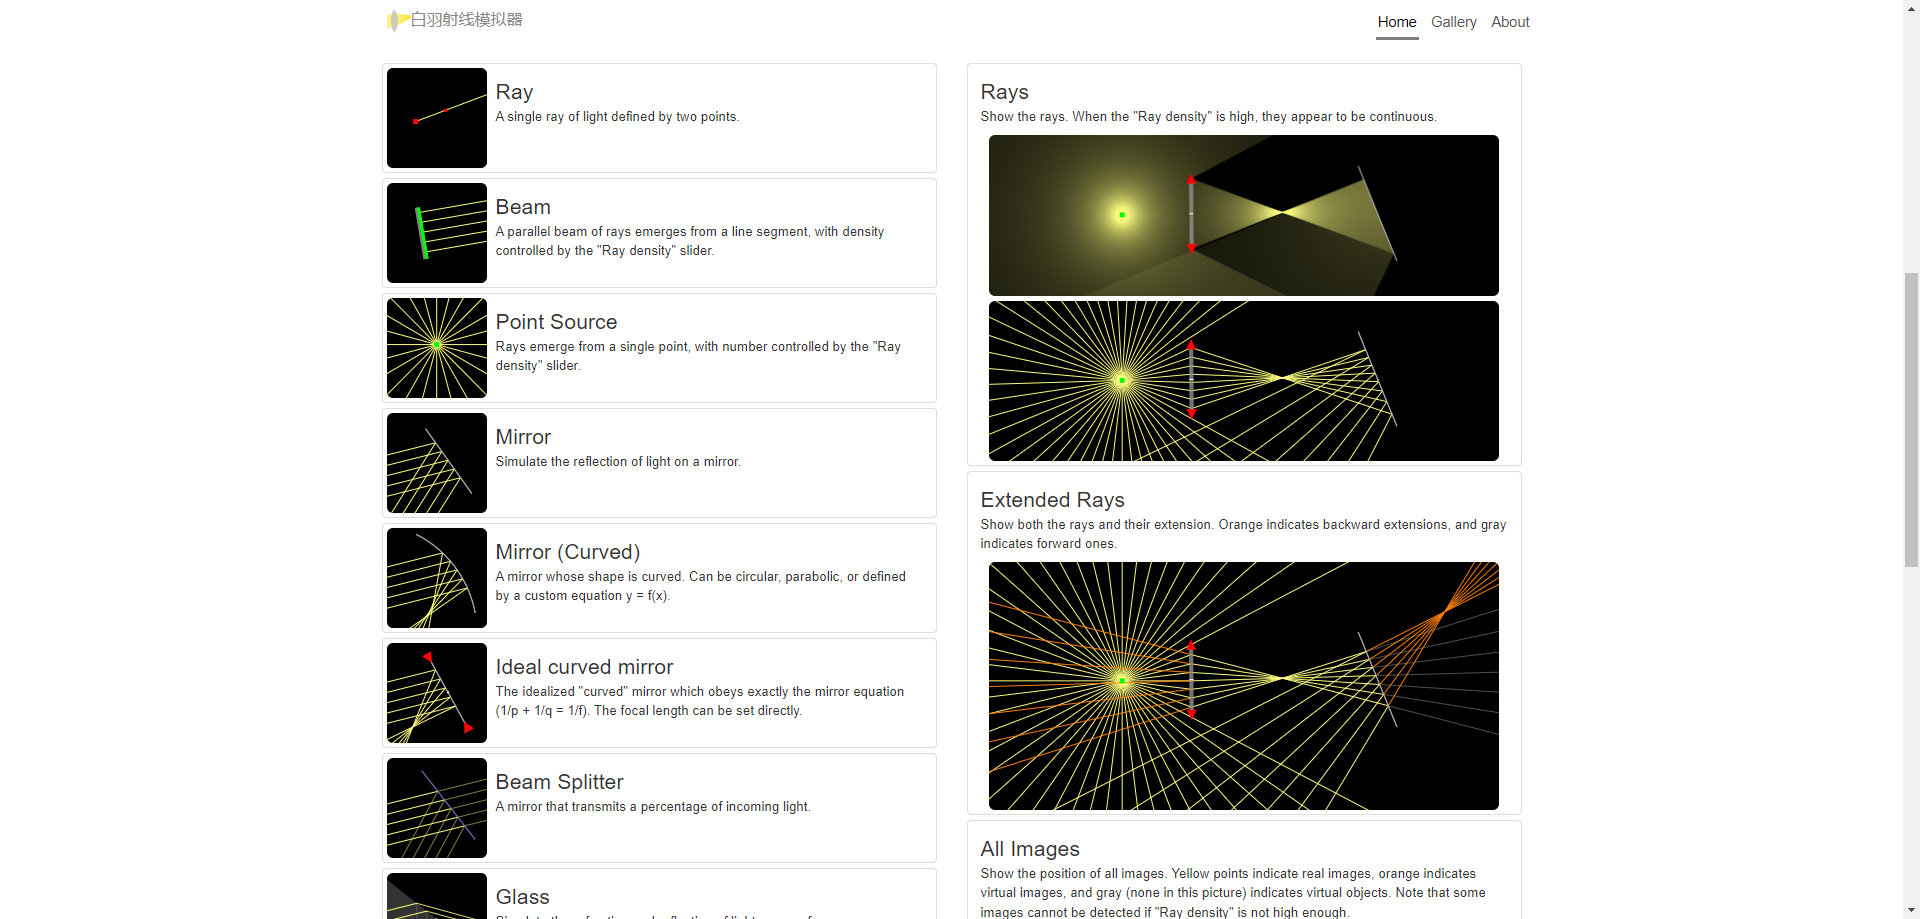 白羽射线模拟器
Home
Gallery
About
Ray
A single ray of light defined by two points.
Beam
A parallel beam of rays emerges from a line segment, with density
controlled by the "Ray density" slider.
Point Source
Rays emerge from a single point, with number controlled by the "Ray
density" slider.
Mirror
Simulate the reflection of light on a mirror.
Mirror (Curved)
A mirror whose shape is curved. Can be circular, parabolic, or defined
by a custom equation y = f(x).
Ideal curved mirror
The idealized "curved" mirror which obeys exactly the mirror equation
(1/p + 1/q = 1/f). The focal length can be set directly.
Beam Splitter
A mirror that transmits a percentage of incoming light.
Glass
Rays
Show the rays. When the "Ray density" is high, they appear to be continuous.
Extended Rays
Show both the rays and their extension. Orange indicates backward extensions, and gray
indicates forward ones.
All Images
Show the position of all images. Yellow points indicate real images, orange indicates
virtual images, and gray (none in this picture) indicates virtual objects. Note that some
images cannot be detected if "Ray density" is not high enough.